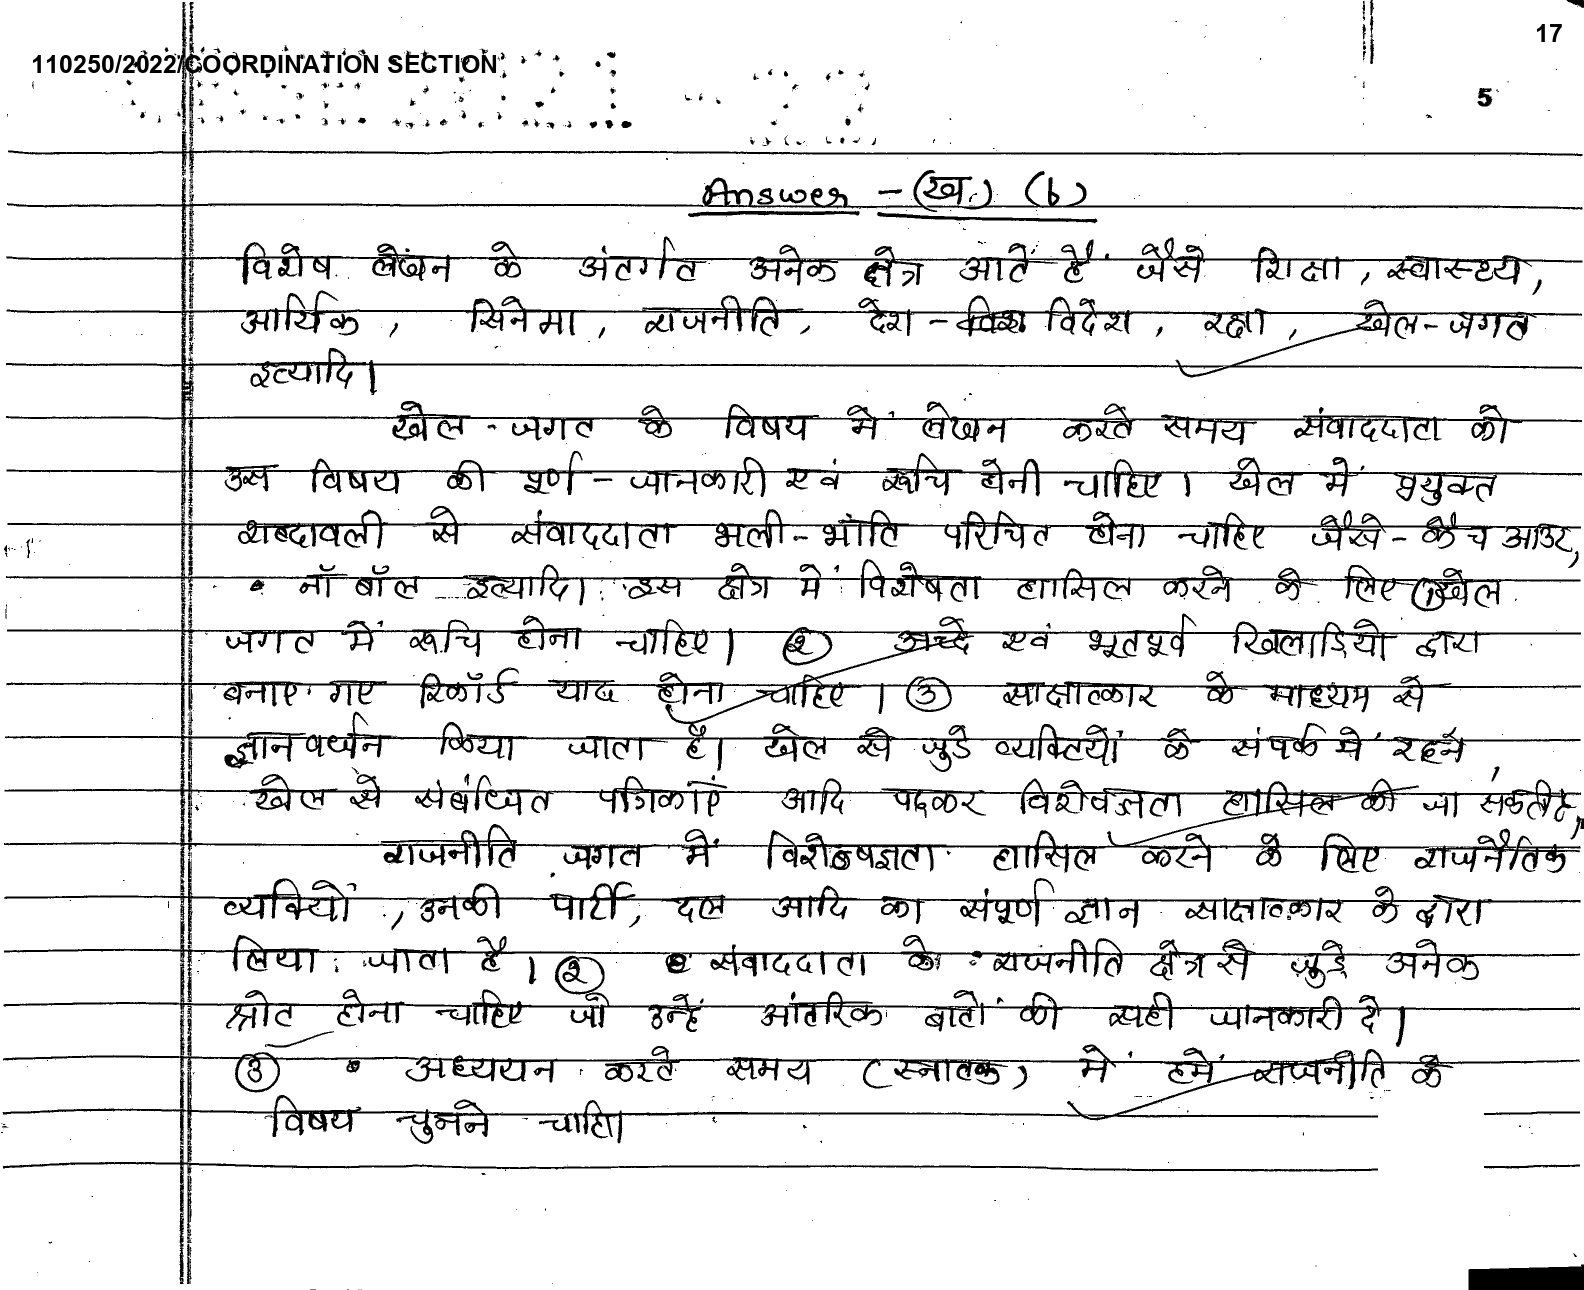 17
110250/2022/COORDINATION SECTION
5
Answer - (ख.) (b)
विशेष लेखन के अंतर्गत अनेक क्षेत्र आतें हैं जैसे शिक्षा, स्वास्थ्य,
आर्थिक, सिनेमा, राजनीति, देश - विदेश, रक्षा, खेल-जगत
इत्यादि।
खेल-जगत के विषय में लेखन करते समय संवाददाता को
उस विषय की पूर्ण-जानकारी एवं रूचि होनी चाहिए। खेल में प्रयुक्त
शब्दावली से संवाददाता भली-भाँति परिचित होना चाहिए जैसे- कैच आउट,
नॉ बॉल इत्यादि। इस क्षेत्र में विशेषता हासिल करने के लिए (1) खेल
जगत में रूचि होना चाहिए। (2) अच्छे एवं भूतपूर्व खिलाड़ियो द्वारा
बनाए गए रिकॉर्ड याद होना चाहिए। (3) साक्षात्कार के माध्यम से
ज्ञानवर्धन किया जाता है। खेल से जुडे व्यक्तियों के संपर्क में रहने,
खेल से संबंधित पत्रिकाएं आदि पढ़कर विशेषज्ञता हासिल की जा सकती है,
राजनीति जगत में विशेषज्ञता हासिल करने के लिए राजनैतिक
व्यक्तियों, उनकी पार्टी, दल आदि का संपूर्ण ज्ञान साक्षात्कार के द्वारा
लिया जाता है। (2) संवाददाता के राजनीति क्षेत्र से जुड़े अनेक
श्रोत होना चाहिए जो उन्हें आंतरिक बातों की सही जानकारी दे।
(3) अध्ययन करते समय (स्नातक) में हमें राजनीति के
विषय चुनने चाहि।